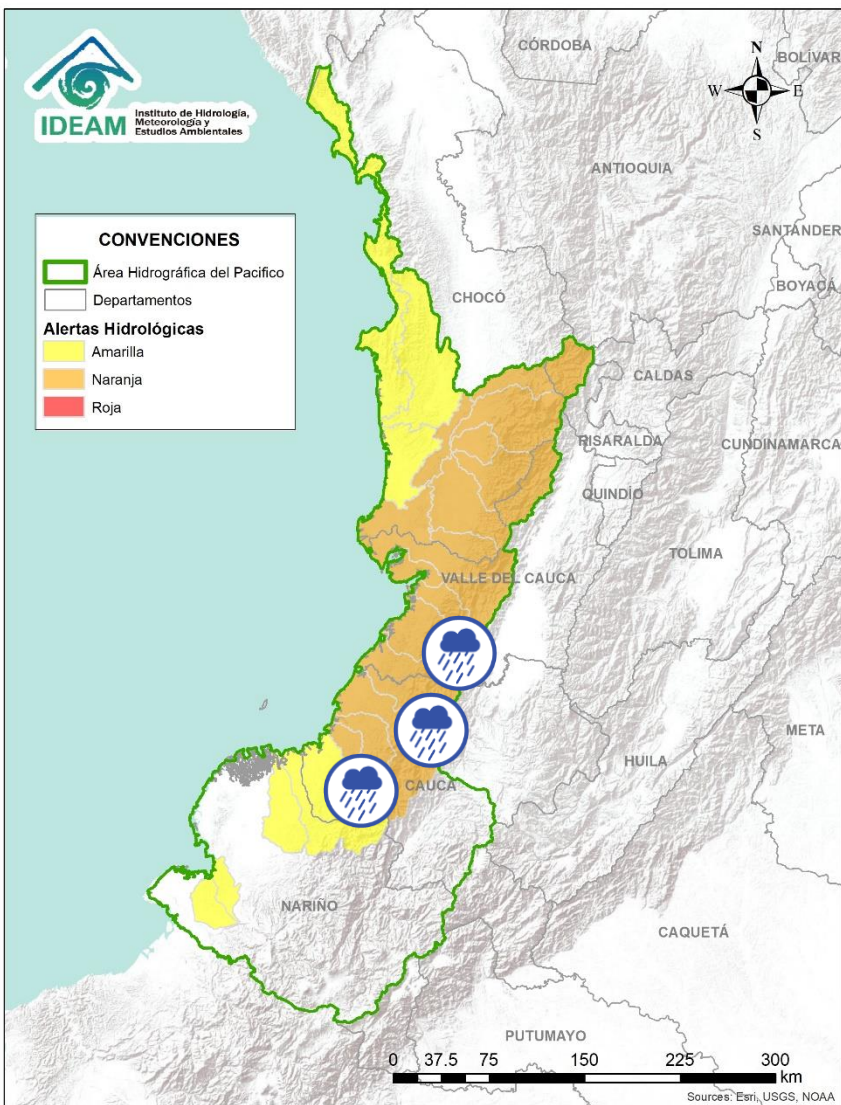 IDEAM
Instituto de Hidrología,
Meteorología y
Estudios Ambientales
CÓRDOBA
BOLÍVAR
N
W
E
S
ANTIOQUIA
SANTANDER
BOYACÁ
CONVENCIONES
Área Hidrográfica del Pacifico
Departamentos
Alertas Hidrológicas
Amarilla
Naranja
Roja
CHOCÓ
CALDAS
RISARALDA
CUNDINAMARCA
QUINDÍO
TOLIMA
VALLE DEL CAUCA
META
HUILA
CAUCA
NARIÑO
CAQUETÁ
PUTUMAYO
0 37.5 75 150 225 300
km
Sources: Esri, USGS, NOAA